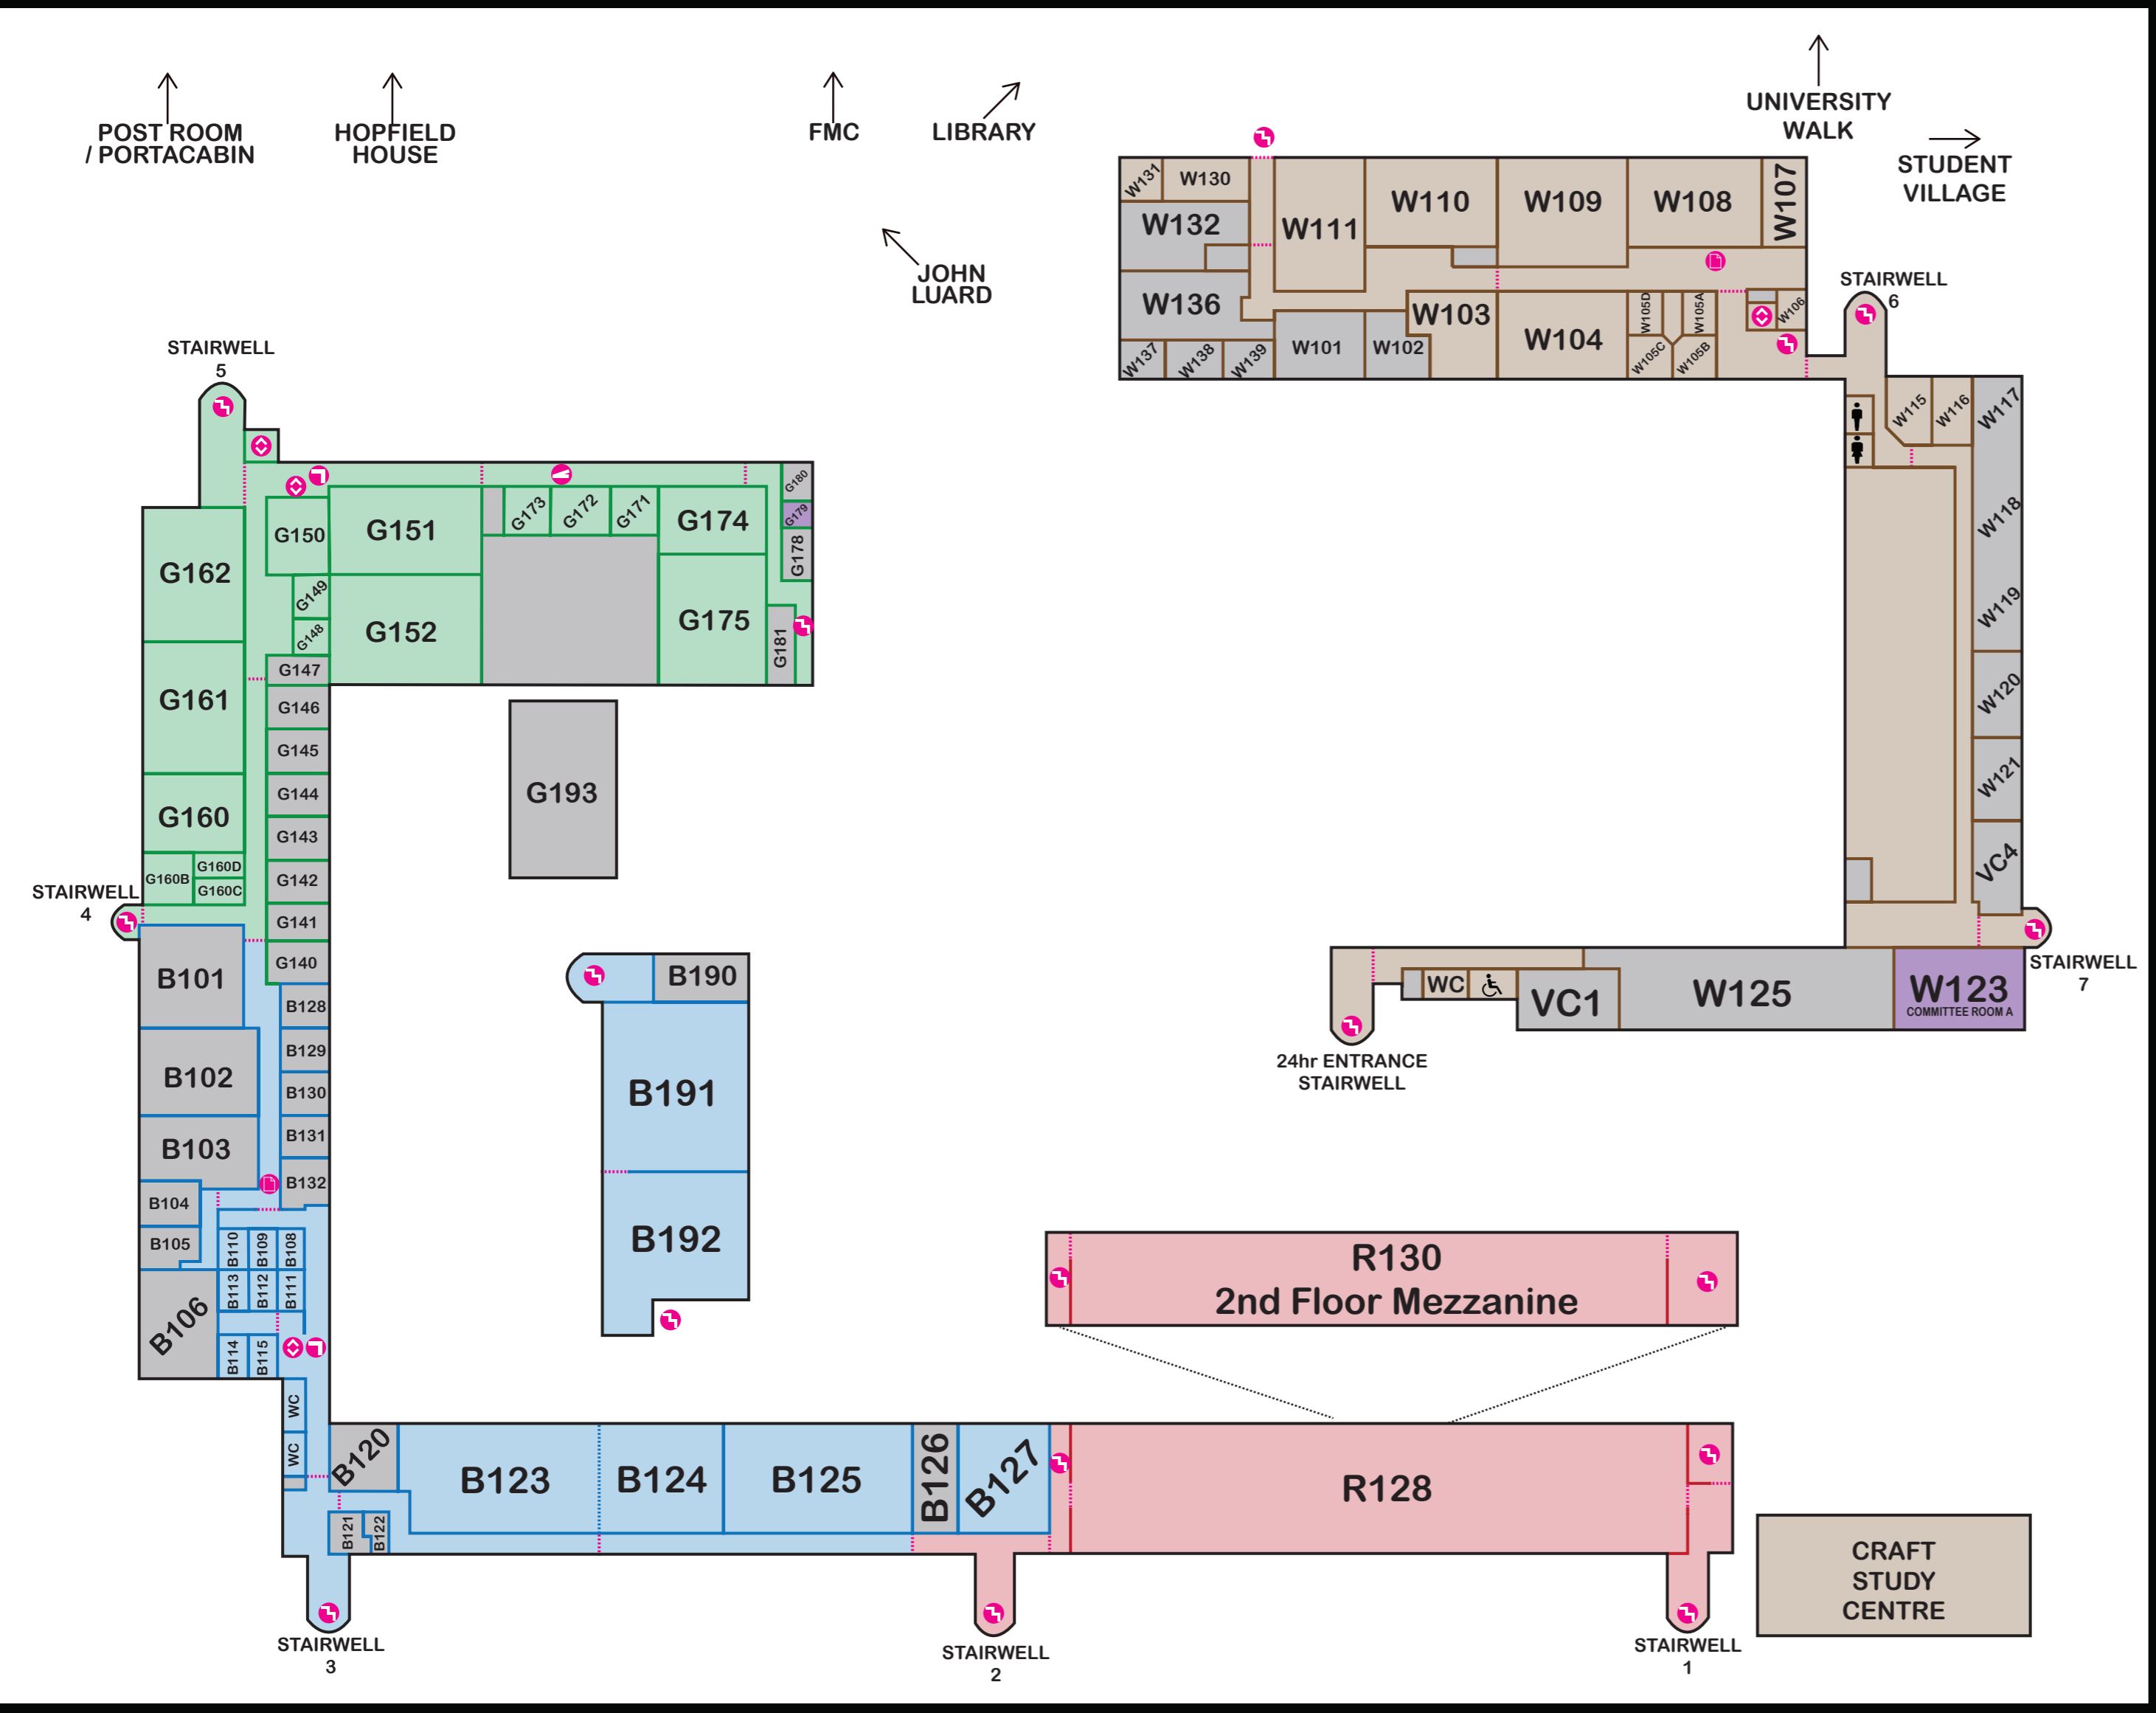 POST ROOM
/ PORTACABIN
HOPFIELD
HOUSE
FMC
LIBRARY
JOHN
LUARD
UNIVERSITY
WALK
STUDENT
VILLAGE
W131
W130
W132
W136
W137
W138
W139
W111
W110
W109
W108
W107
W101
W102
W103
W104
W105D
W105A
W105C
W105B
W106
STAIRWELL
6
W115
W116
W117
W118
W119
W120
W121
VC4
STAIRWELL
7
W123
COMMITTEE ROOM A
W125
VC1
WC
24hr ENTRANCE
STAIRWELL
STAIRWELL
5
G162
G161
G160
G160B
G160D
G160C
G150
G151
G149
G148
G152
G173
G172
G171
G174
G175
G180
G179
G178
G181
G147
G146
G145
G144
G143
G142
G141
G140
G193
STAIRWELL
4
B101
B102
B103
B104
B105
B106
B128
B129
B130
B131
B132
B110
B109
B108
B113
B112
B111
B114
B115
WC
WC
B190
B191
B192
B120
B121
B122
B123
B124
B125
B126
B127
R130
2nd Floor Mezzanine
R128
STAIRWELL
3
STAIRWELL
2
STAIRWELL
1
CRAFT
STUDY
CENTRE